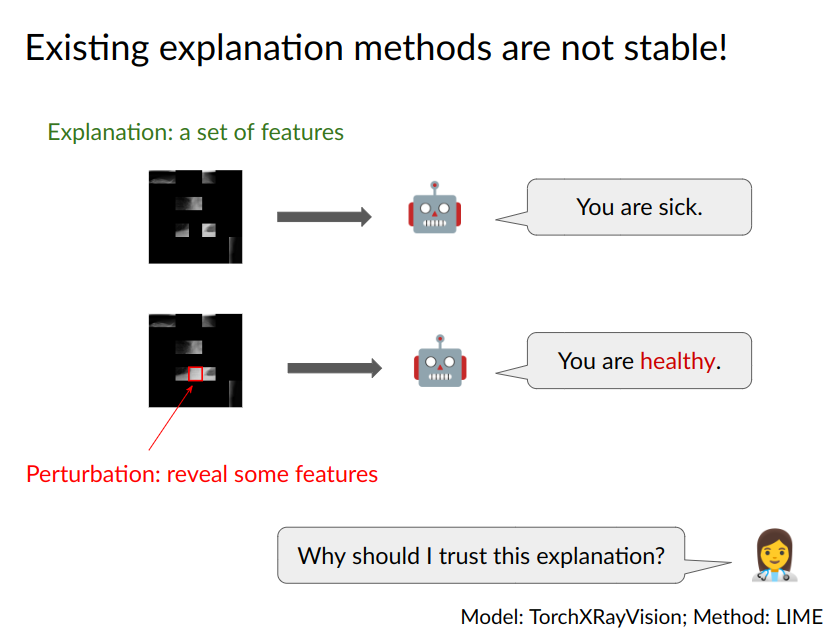 Existing explanation methods are not stable!
Explanation: a set of features
You are sick.
You are healthy.
Perturbation: reveal some features
Why should I trust this explanation?
Model: TorchXRayVision; Method: LIME